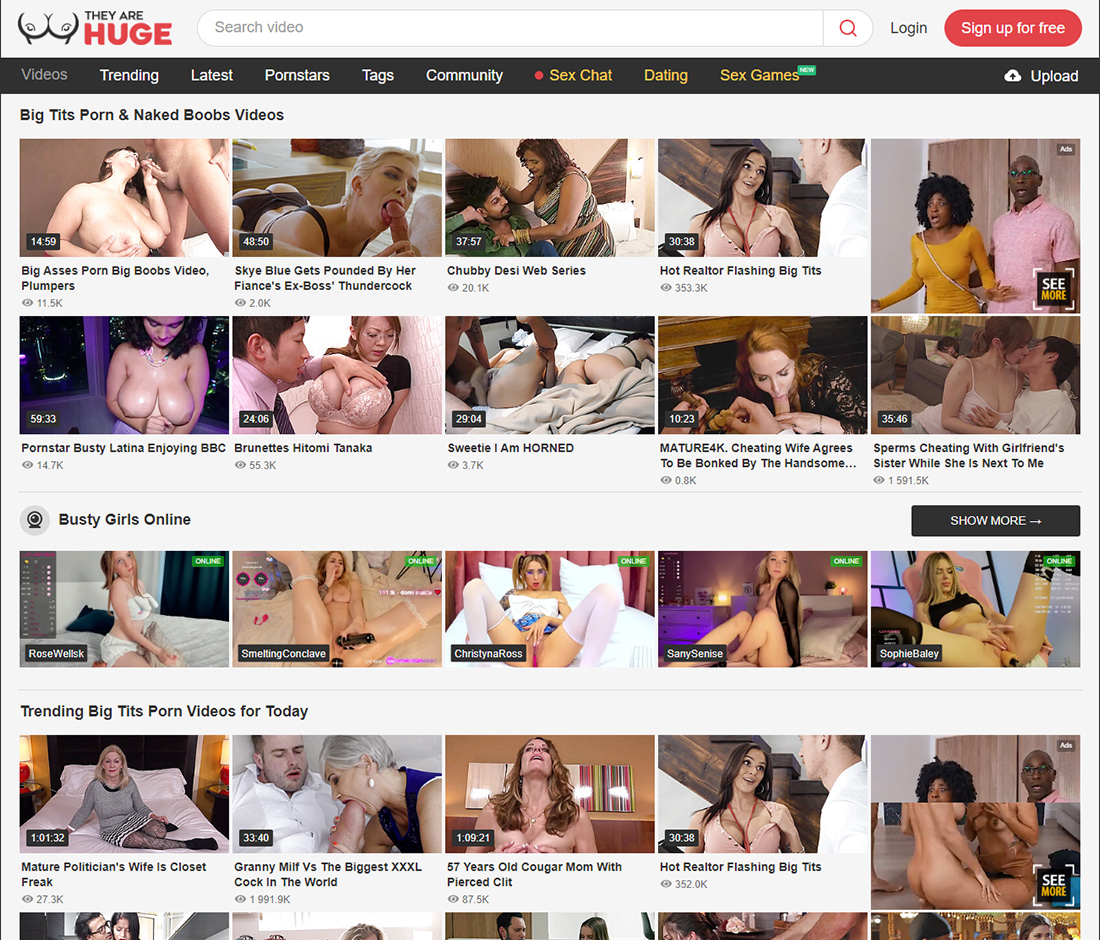 THEY ARE
HUGE
Search video
Login
Sign up for free
Videos
Trending
Latest
Pornstars
Tags
Community
Sex Chat
Dating
Sex Games
NEW
Upload
Big Tits Porn & Naked Boobs Videos
14:59
48:50
37:57
30:38
Ads
SEE
MORE
Big Asses Porn Big Boobs Video,
Plumpers
11.5K
Skye Blue Gets Pounded By Her
Fiance's Ex-Boss' Thundercock
2.0K
Chubby Desi Web Series
20.1K
Hot Realtor Flashing Big Tits
353.3K
59:33
24:06
29:04
10:23
35:46
Pornstar Busty Latina Enjoying BBC
14.7K
Brunettes Hitomi Tanaka
55.3K
Sweetie I Am HORNED
3.7K
MATURE4K. Cheating Wife Agrees
To Be Bonked By The Handsome...
0.8K
Sperms Cheating With Girlfriend's
Sister While She Is Next To Me
1 591.5K
Busty Girls Online
SHOW MORE →
ONLINE
ONLINE
ONLINE
ONLINE
ONLINE
RoseWellsk
SmeltingConclave
ChristynaRoss
SanySenise
SophieBaley
Trending Big Tits Porn Videos for Today
1:01:32
33:40
1:09:21
30:38
Ads
SEE
MORE
Mature Politician's Wife Is Closet
Freak
27.3K
Granny Milf Vs The Biggest XXXL
Cock In The World
1 991.9K
57 Years Old Cougar Mom With
Pierced Clit
87.5K
Hot Realtor Flashing Big Tits
352.0K